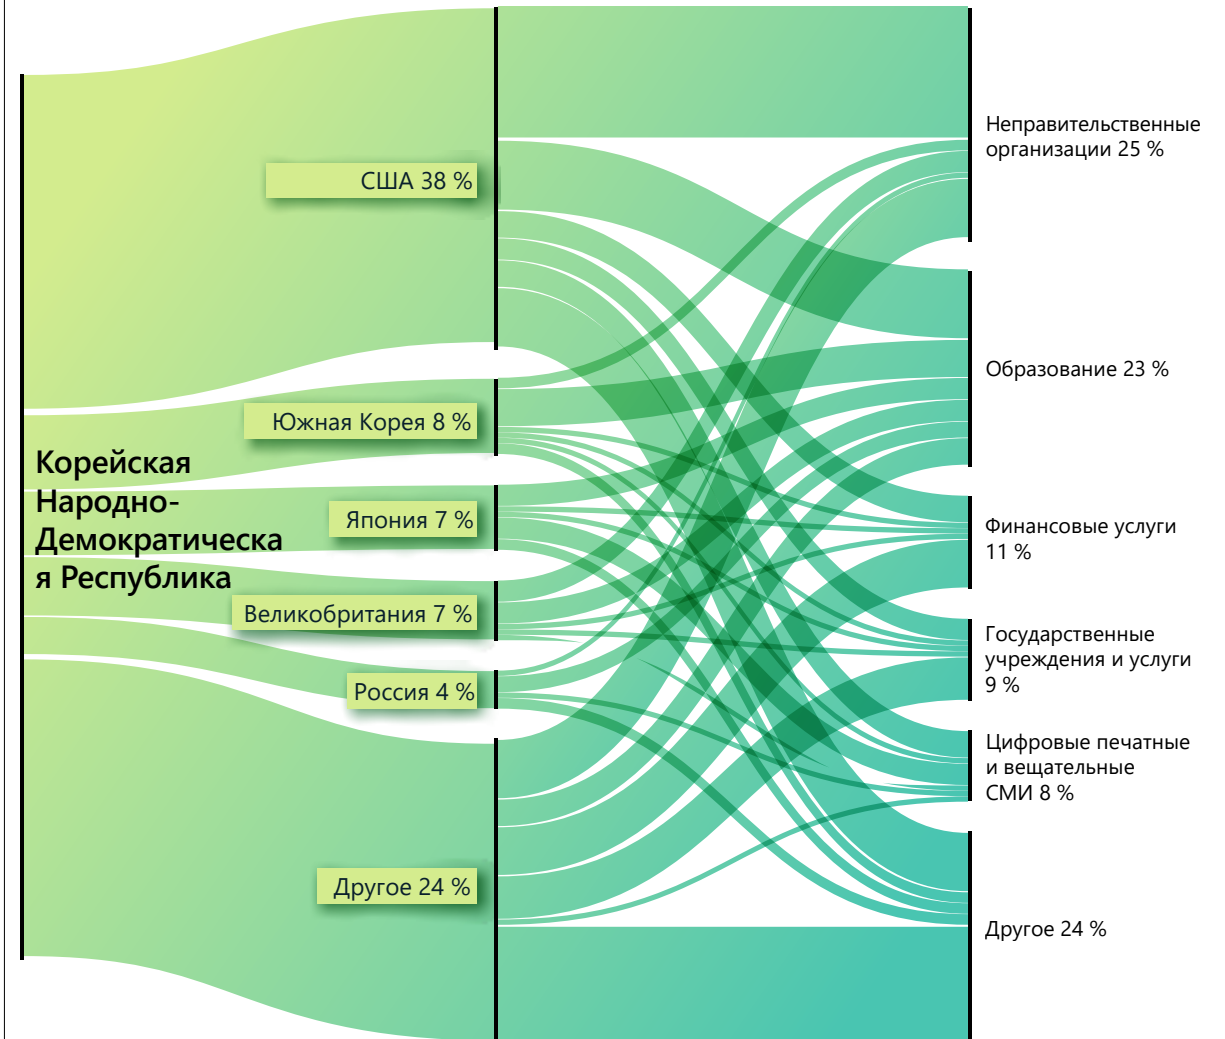 Корейская
Народно-
Демократическа
я Республика
США 38 %
Южная Корея 8 %
Япония 7 %
Великобритания 7 %
Россия 4 %
Другое 24 %
Неправительственные
организации 25 %
Образование 23 %
Финансовые услуги
11 %
Государственные
учреждения и услуги
9 %
Цифровые печатные
и вещательные
СМИ 8 %
Другое 24 %